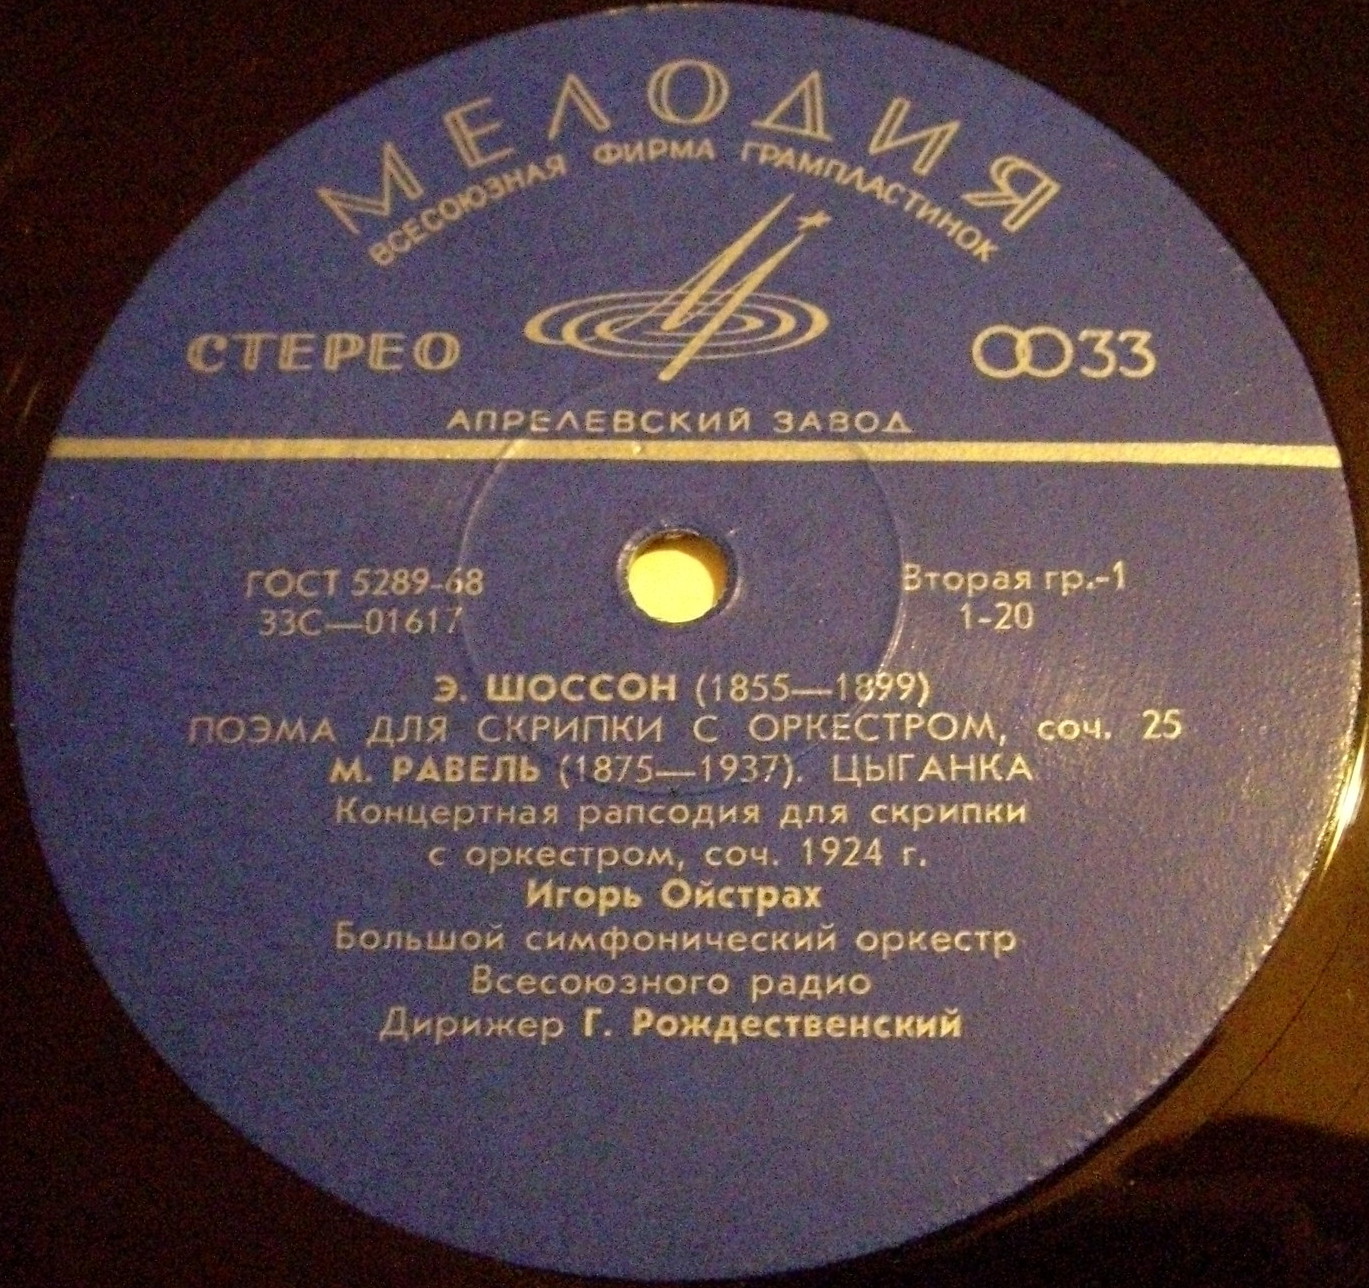 МЕЛОДИЯ
ВСЕСОЮЗНАЯ ФИРМА ГРАМПЛАСТИНОК
СТЕРЕО
33
АПРЕЛЕВСКИЙ ЗАВОД
ГОСТ 5289-68
33С—01617
Вторая гр.-1
1-20
Э. ШОССОН (1855—1899)
ПОЭМА ДЛЯ СКРИПКИ С ОРКЕСТРОМ, соч. 25
М. РАВЕЛЬ (1875—1937). ЦЫГАНКА
Концертная рапсодия для скрипки
с оркестром, соч. 1924 г.
Игорь Ойстрах
Большой симфонический оркестр
Всесоюзного радио
Дирижер Г. Рождественский